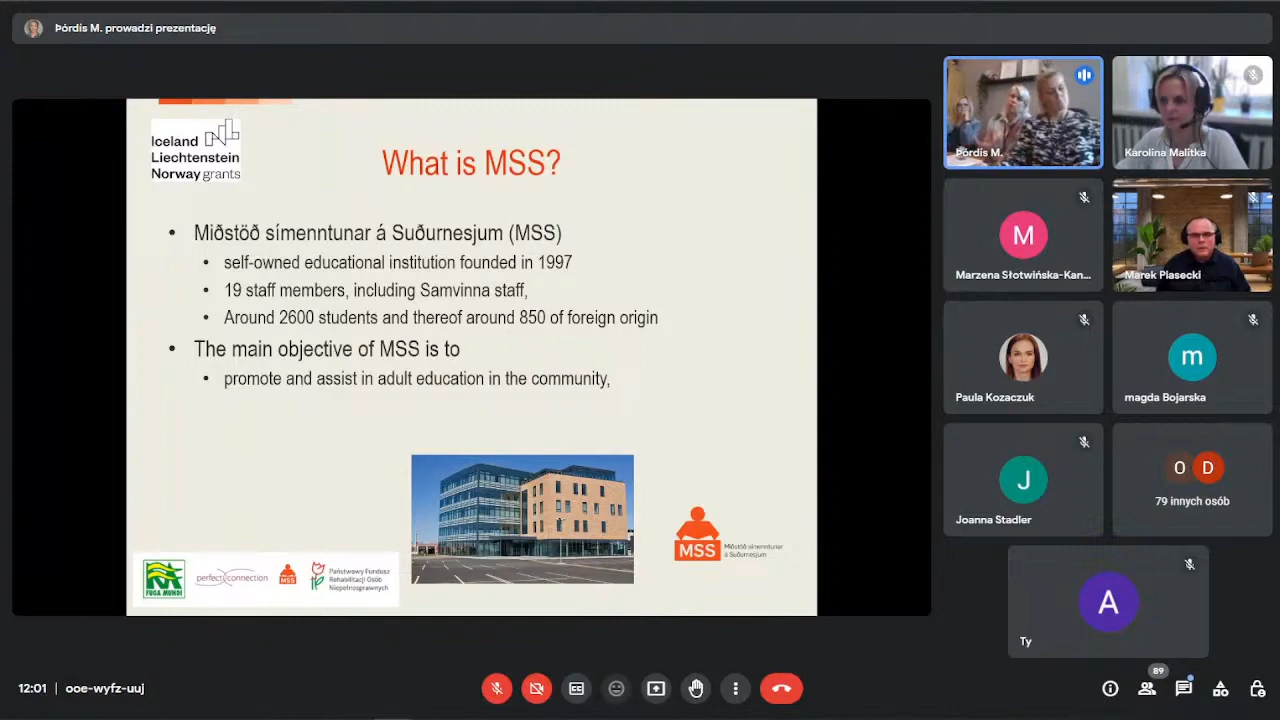 Þórdís M. prowadzi prezentację
Iceland
Liechtenstein
Norway grants
What is MSS?
• Miðstöð símenntunar á Suðurnesjum (MSS)
• self-owned educational institution founded in 1997
• 19 staff members, including Samvinna staff,
• Around 2600 students and thereof around 850 of foreign origin
• The main objective of MSS is to
• promote and assist in adult education in the community,
FUGA MUNDI
perfect connection
MSS
Państwowy Fundusz
Rehabilitacji Osób
Niepełnosprawnych
MSS
Miðstöð símenntunar
á Suðurnesjum
Þórdís M.
Karolina Malitka
M
Marzena Słotwińska-Kan...
Marek Piasecki
Paula Kozaczuk
m
magda Bojarska
J
Joanna Stadler
O D
79 innych osób
A
Ty
12:01
ooe-wyfz-uuj
89